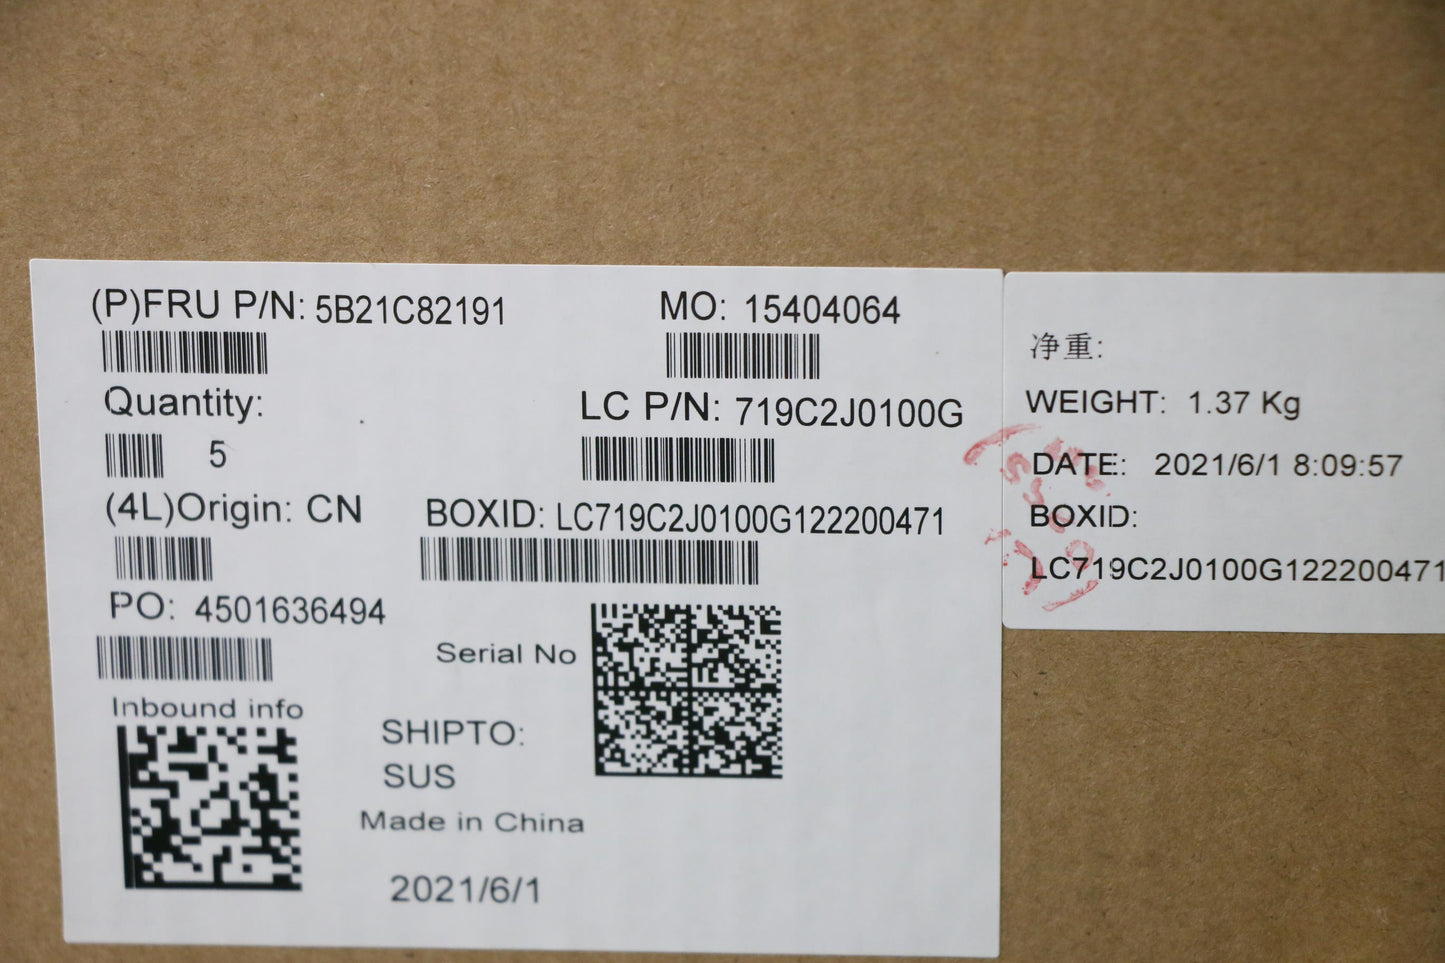 (P)FRU P/N: 5B21C82191
MO: 15404064
Quantity:
5
LC P/N: 719C2J0100G
(4L)Origin: CN
BOXID: LC719C2J0100G122200471
PO: 4501636494
Serial No
Inbound info
SHIPTO:
SUS
Made in China
2021/6/1
净重:
WEIGHT: 1.37 Kg
DATE: 2021/6/1 8:09:57
BOXID:
LC719C2J0100G122200471